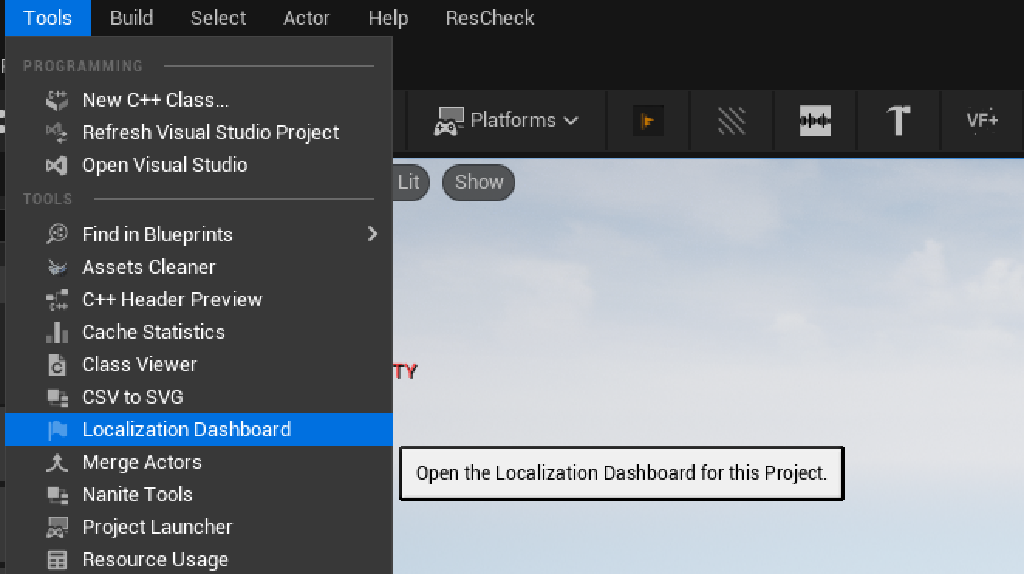 Tools Build Select Actor Help ResCheck
PROGRAMMING
New C++ Class...
Platforms VF+
Refresh Visual Studio Project
Open Visual Studio
Lit Show
TOOLS
Find in Blueprints
Assets Cleaner
C++ Header Preview
Cache Statistics
Class Viewer
TY
CSV to SVG
Localization Dashboard
Merge Actors
Open the Localization Dashboard for this Project.
Nanite Tools
Project Launcher
Resource Usage